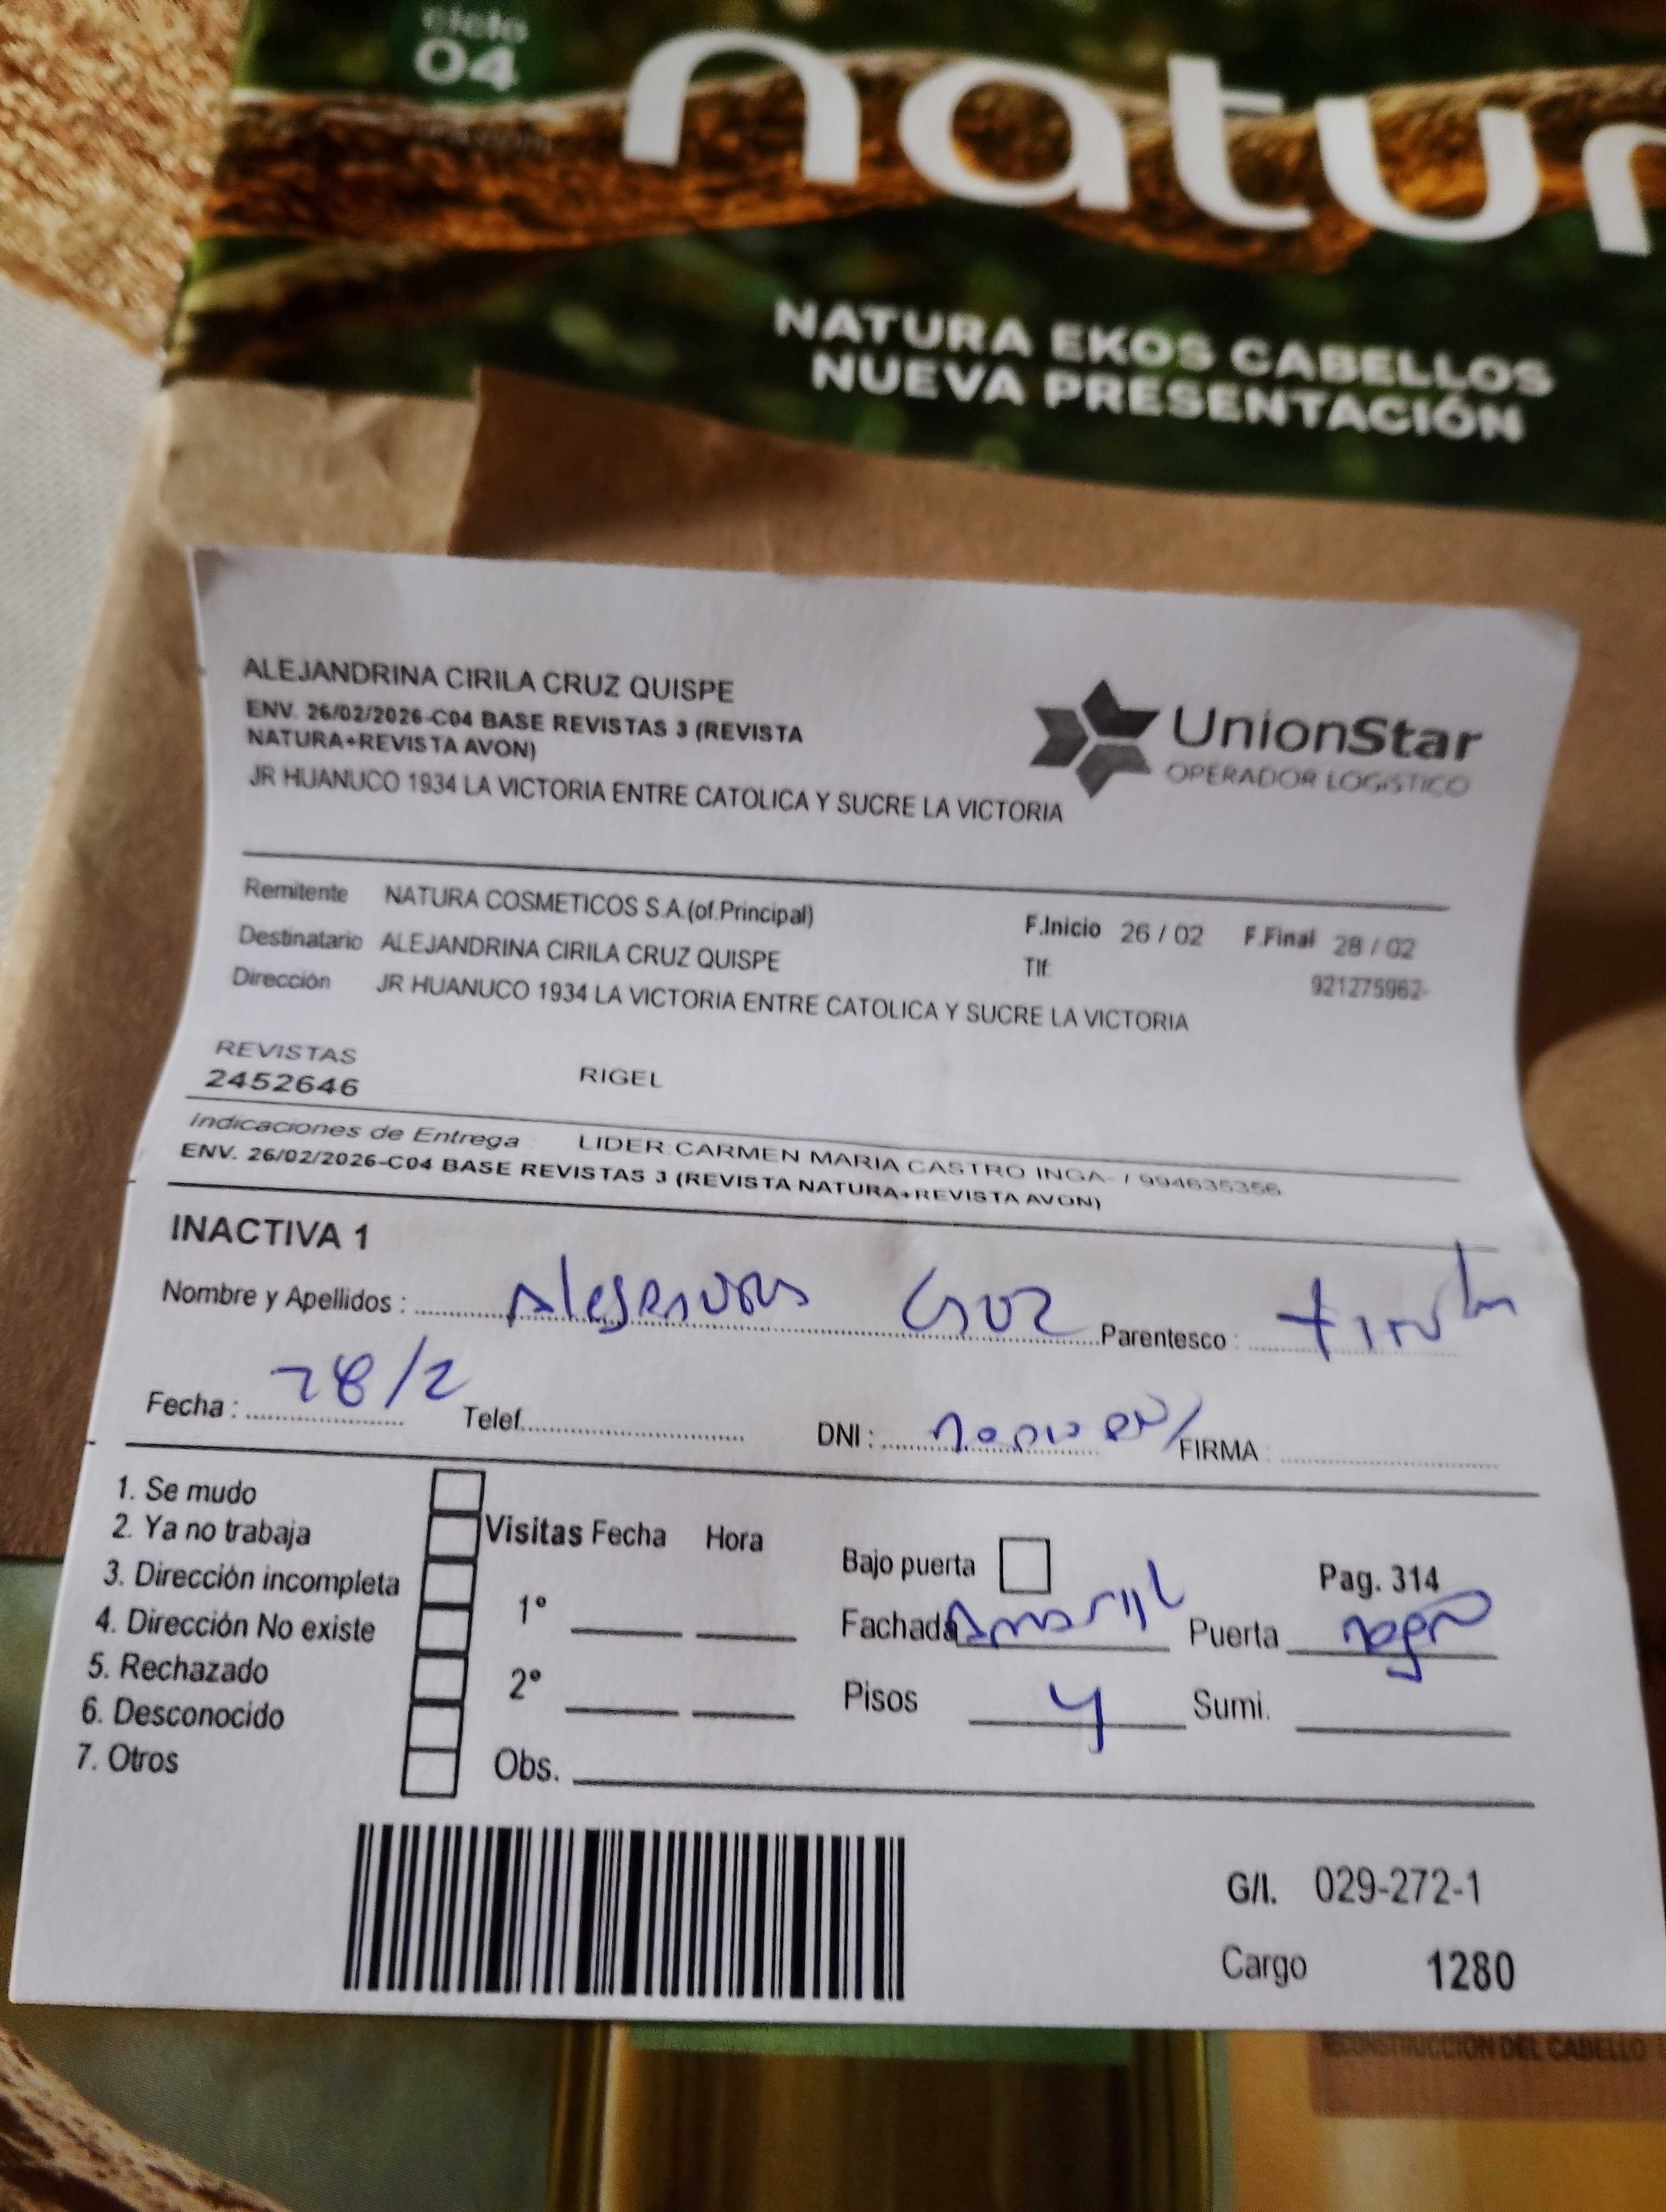 ciclo
04
natur
NATURA EKOS CABELLOS
NUEVA PRESENTACIÓN
ALEJANDRINA CIRILA CRUZ QUISPE
ENV. 26/02/2026-C04 BASE REVISTAS 3 (REVISTA
NATURA+REVISTA AVON)
JR HUANUCO 1934 LA VICTORIA ENTRE CATOLICA Y SUCRE LA VICTORIA
UnionStar
OPERADOR LOGISTICO
Remitente NATURA COSMETICOS S.A.(of.Principal)
F.Inicio 26 / 02 F.Final 28 / 02
Destinatario ALEJANDRINA CIRILA CRUZ QUISPE
Tlf. 921275962-
Dirección JR HUANUCO 1934 LA VICTORIA ENTRE CATOLICA Y SUCRE LA VICTORIA
REVISTAS
2452646 RIGEL
Indicaciones de Entrega : LIDER:CARMEN MARIA CASTRO INGA- / 994635356
ENV. 26/02/2026-C04 BASE REVISTAS 3 (REVISTA NATURA+REVISTA AVON)
INACTIVA 1
Nombre y Apellidos : Cruz Parentesco :
Fecha : 28/2 Telef. DNI : FIRMA :
1. Se mudo
2. Ya no trabaja
3. Dirección incompleta
4. Dirección No existe
5. Rechazado
6. Desconocido
7. Otros
Visitas Fecha Hora
1°
2°
Obs.
Bajo puerta Pag. 314
Fachada Amarill Puerta negro
Pisos 4 Sumi.
G/I. 029-272-1
Cargo 1280
RECONSTRUCCIÓN DEL CABELLO